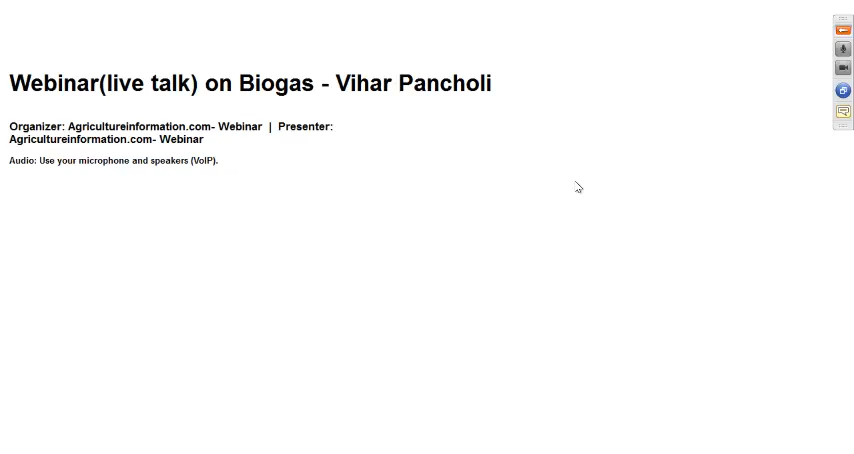 Webinar(live talk) on Biogas - Vihar Pancholi
Organizer: Agricultureinformation.com- Webinar | Presenter:
Agricultureinformation.com- Webinar
Audio: Use your microphone and speakers (VoIP).